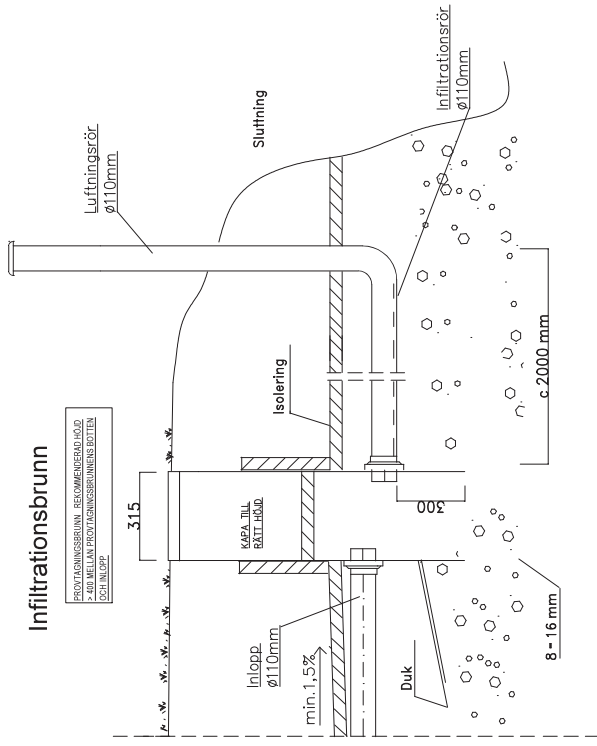 Infiltrationsbrunn
PROVTAGNINGSBRUNN REKOMMENDERAD HÖJD
> 400 MELLAN PROVTAGNINGSBRUNNENS BOTTEN
OCH INLOPP
Luftningsrör
ø110mm
Sluttning
Infiltrationsrör
ø110mm
Isolering
315
KAPA TILL
RÄTT HÖJD
c 2000 mm
300
Inlopp
ø110mm
min.1,5%
Duk
8-16 mm